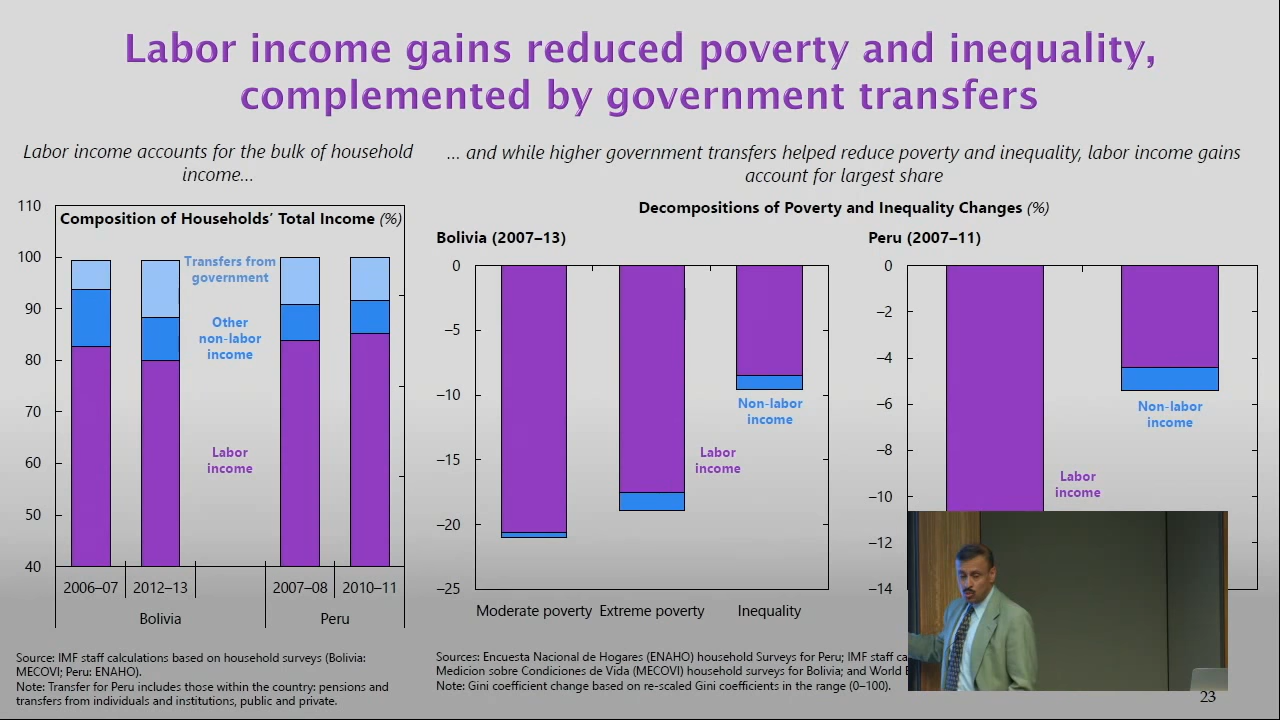 Labor income gains reduced poverty and inequality,
complemented by government transfers
Labor income accounts for the bulk of household
income...
... and while higher government transfers helped reduce poverty and inequality, labor income gains
account for largest share
Composition of Households' Total Income (%)
110
100
90
80
70
60
50
40
Transfers from
government
Other
non-labor
income
Labor
income
2006–07 2012–13 2007–08 2010–11
Bolivia Peru
Source: IMF staff calculations based on household surveys (Bolivia:
MECOVI; Peru: ENAHO).
Note: Transfer for Peru includes those within the country: pensions and
transfers from individuals and institutions, public and private.
Decompositions of Poverty and Inequality Changes (%)
Bolivia (2007–13)
0
−5
−10
−15
−20
−25
Non-labor
income
Labor
income
Moderate poverty Extreme poverty Inequality
Peru (2007–11)
0
−2
−4
−6
−8
−10
−12
−14
Non-labor
income
Labor
income
Sources: Encuesta Nacional de Hogares (ENAHO) household Surveys for Peru; IMF staff
Medicion sobre Condiciones de Vida (MECOVI) household surveys for Bolivia; and World
Note: Gini coefficient change based on re-scaled Gini coefficients in the range (0–100).
23